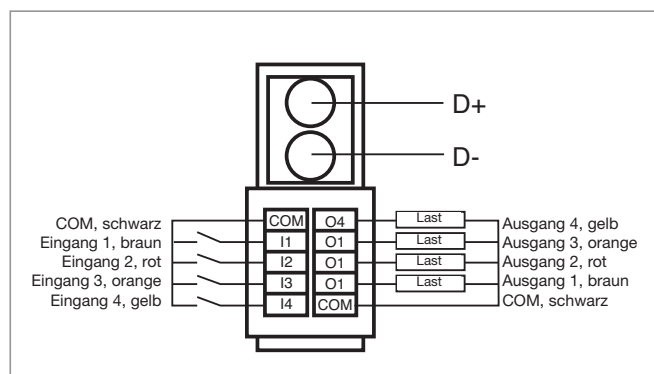 D+
D-
COM, schwarz
Eingang 1, braun
Eingang 2, rot
Eingang 3, orange
Eingang 4, gelb
COM
I1
I2
I3
I4
O4
O1
O1
O1
COM
Last
Last
Last
Last
Ausgang 4, gelb
Ausgang 3, orange
Ausgang 2, rot
Ausgang 1, braun
COM, schwarz